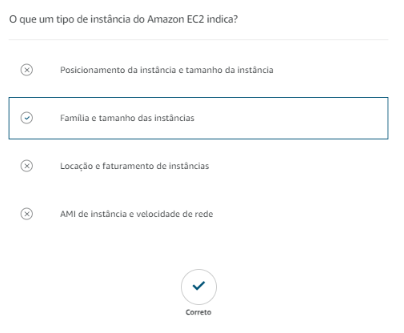 O que um tipo de instância do Amazon EC2 indica?
Posicionamento da instância e tamanho da instância
Família e tamanho das instâncias
Locação e faturamento de instâncias
AMI de instância e velocidade de rede
Correto